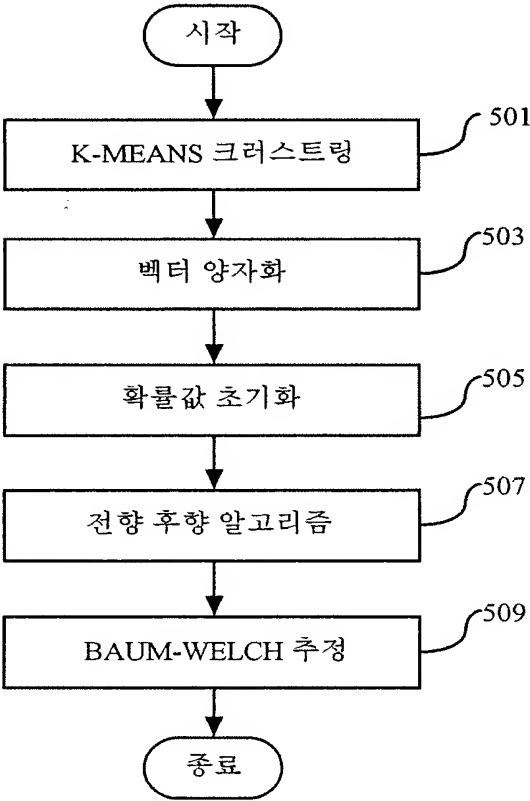 시작
501
K-MEANS 크러스트링
503
벡터 양자화
505
확률값 초기화
507
전향 후향 알고리즘
509
BAUM-WELCH 추정
종료